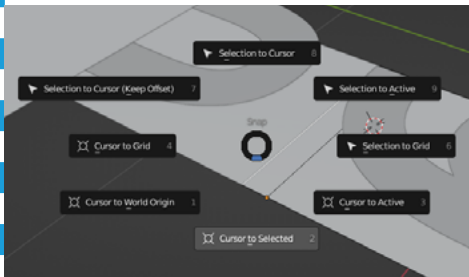 Selection to Cursor 8
Selection to Cursor (Keep Offset) 7
Selection to Active 9
Snap
Cursor to Grid 4
Selection to Grid 6
Cursor to World Origin 1
Cursor to Active 3
Cursor to Selected 2